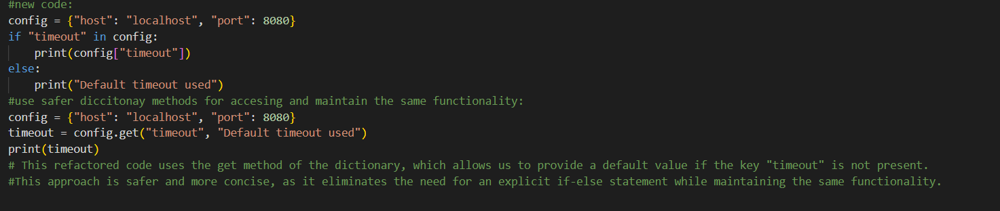 #new code:
config = {"host": "localhost", "port": 8080}
if "timeout" in config:
    print(config["timeout"])
else:
    print("Default timeout used")
#use safer diccitonay methods for accesing and maintain the same functionality:
config = {"host": "localhost", "port": 8080}
timeout = config.get("timeout", "Default timeout used")
print(timeout)
# This refactored code uses the get method of the dictionary, which allows us to provide a default value if the key "timeout" is not present.
#This approach is safer and more concise, as it eliminates the need for an explicit if-else statement while maintaining the same functionality.